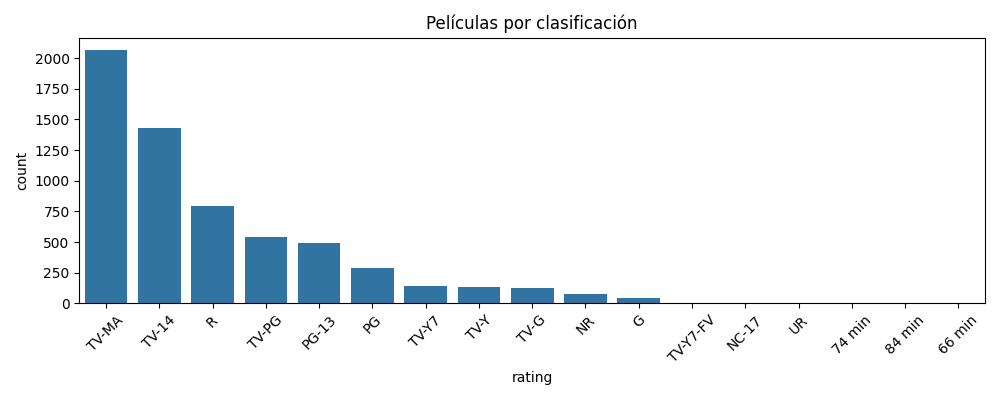 Películas por clasificación
count
2000
1750
1500
1250
1000
750
500
250
0
TV-MA
TV-14
R
TV-PG
PG-13
PG
TV-Y7
TV-Y
TV-G
NR
G
TV-Y7-FV
NC-17
UR
74 min
84 min
66 min
rating